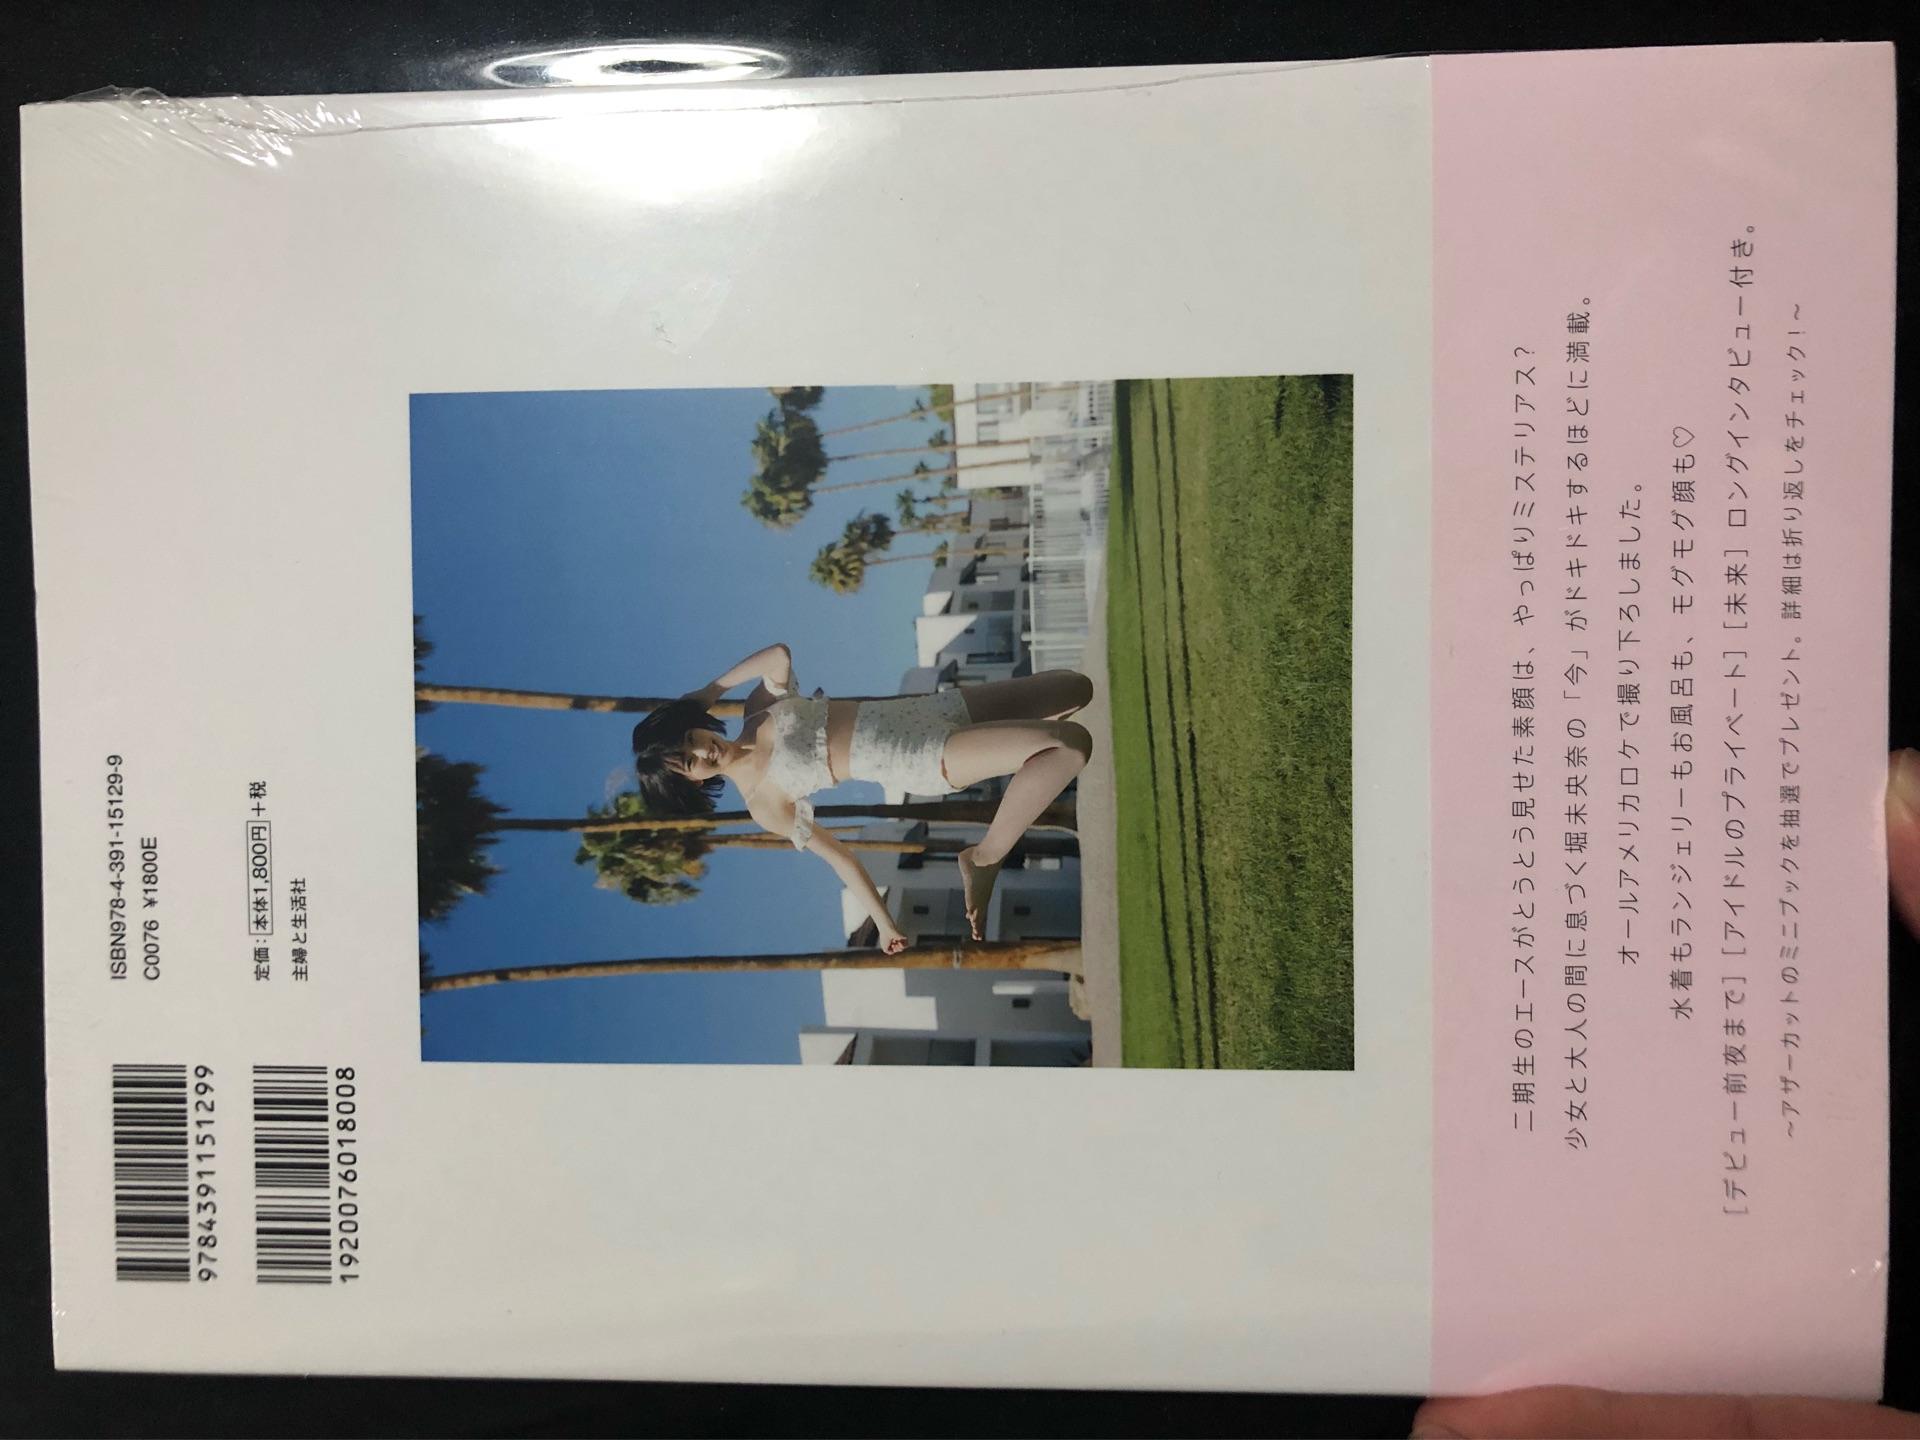 9784391151299
1920076018008
ISBN978-4-391-15129-9
C0076 ¥1800E
定価：本体1,800円＋税
主婦と生活社
二期生のエースがとうとう見せた素顔は、やっぱりミステリアス？
少女と大人の間に息づく堀未央奈の「今」がドキドキするほどに満載。
オールアメリカロケで撮り下ろしました。
水着もランジェリーもお風呂も、モグモグ顔も♡
［デビュー前夜まで］［アイドルのプライベート］［未来］ロングインタビュー付き。
～アザーカットのミニブックを抽選でプレゼント。詳細は折り返しをチェック！～